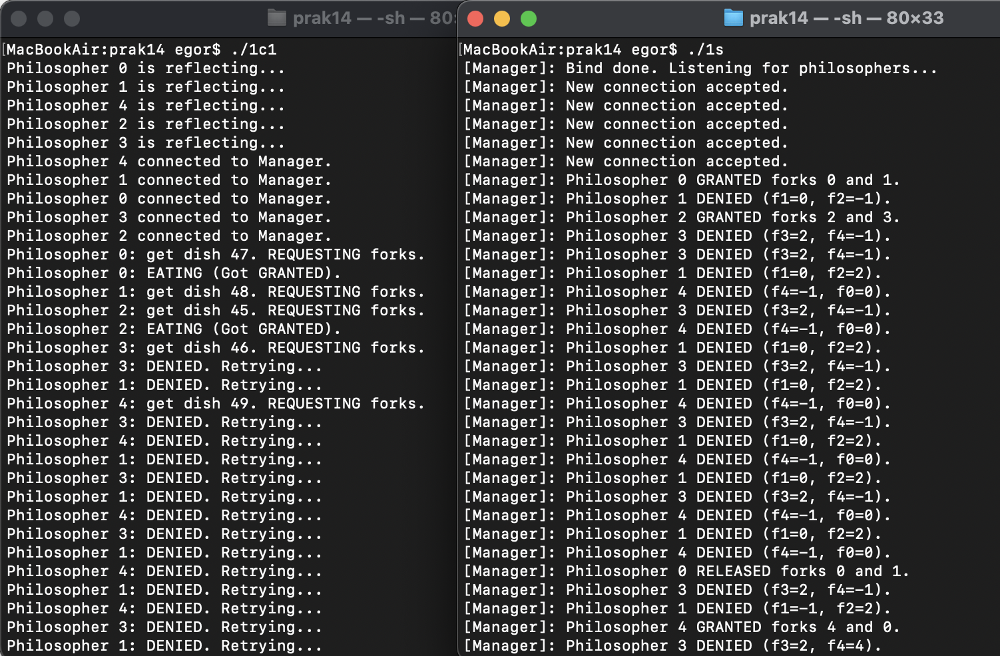 prak14 — -sh — 80
[MacBookAir:prak14 egor$ ./1c1
Philosopher 0 is reflecting...
Philosopher 1 is reflecting...
Philosopher 4 is reflecting...
Philosopher 2 is reflecting...
Philosopher 3 is reflecting...
Philosopher 4 connected to Manager.
Philosopher 1 connected to Manager.
Philosopher 0 connected to Manager.
Philosopher 3 connected to Manager.
Philosopher 2 connected to Manager.
Philosopher 0: get dish 47. REQUESTING forks.
Philosopher 0: EATING (Got GRANTED).
Philosopher 1: get dish 48. REQUESTING forks.
Philosopher 2: get dish 45. REQUESTING forks.
Philosopher 2: EATING (Got GRANTED).
Philosopher 3: get dish 46. REQUESTING forks.
Philosopher 3: DENIED. Retrying...
Philosopher 1: DENIED. Retrying...
Philosopher 4: get dish 49. REQUESTING forks.
Philosopher 3: DENIED. Retrying...
Philosopher 4: DENIED. Retrying...
Philosopher 1: DENIED. Retrying...
Philosopher 3: DENIED. Retrying...
Philosopher 1: DENIED. Retrying...
Philosopher 4: DENIED. Retrying...
Philosopher 3: DENIED. Retrying...
Philosopher 1: DENIED. Retrying...
Philosopher 4: DENIED. Retrying...
Philosopher 1: DENIED. Retrying...
Philosopher 4: DENIED. Retrying...
Philosopher 3: DENIED. Retrying...
Philosopher 1: DENIED. Retrying...
prak14 — -sh — 80×33
[MacBookAir:prak14 egor$ ./1s
[Manager]: Bind done. Listening for philosophers...
[Manager]: New connection accepted.
[Manager]: New connection accepted.
[Manager]: New connection accepted.
[Manager]: New connection accepted.
[Manager]: New connection accepted.
[Manager]: Philosopher 0 GRANTED forks 0 and 1.
[Manager]: Philosopher 1 DENIED (f1=0, f2=-1).
[Manager]: Philosopher 2 GRANTED forks 2 and 3.
[Manager]: Philosopher 3 DENIED (f3=2, f4=-1).
[Manager]: Philosopher 3 DENIED (f3=2, f4=-1).
[Manager]: Philosopher 1 DENIED (f1=0, f2=2).
[Manager]: Philosopher 4 DENIED (f4=-1, f0=0).
[Manager]: Philosopher 3 DENIED (f3=2, f4=-1).
[Manager]: Philosopher 4 DENIED (f4=-1, f0=0).
[Manager]: Philosopher 1 DENIED (f1=0, f2=2).
[Manager]: Philosopher 3 DENIED (f3=2, f4=-1).
[Manager]: Philosopher 1 DENIED (f1=0, f2=2).
[Manager]: Philosopher 4 DENIED (f4=-1, f0=0).
[Manager]: Philosopher 3 DENIED (f3=2, f4=-1).
[Manager]: Philosopher 1 DENIED (f1=0, f2=2).
[Manager]: Philosopher 4 DENIED (f4=-1, f0=0).
[Manager]: Philosopher 1 DENIED (f1=0, f2=2).
[Manager]: Philosopher 3 DENIED (f3=2, f4=-1).
[Manager]: Philosopher 4 DENIED (f4=-1, f0=0).
[Manager]: Philosopher 1 DENIED (f1=0, f2=2).
[Manager]: Philosopher 4 DENIED (f4=-1, f0=0).
[Manager]: Philosopher 0 RELEASED forks 0 and 1.
[Manager]: Philosopher 3 DENIED (f3=2, f4=-1).
[Manager]: Philosopher 1 DENIED (f1=-1, f2=2).
[Manager]: Philosopher 4 GRANTED forks 4 and 0.
[Manager]: Philosopher 3 DENIED (f3=2, f4=4).